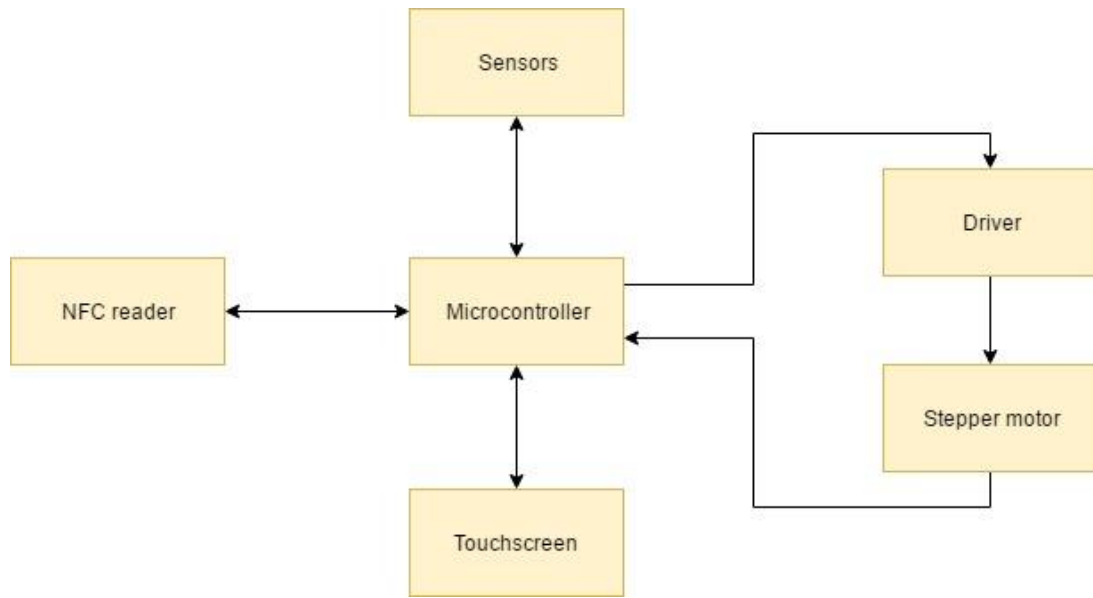 Sensors
Driver
NFC reader
Microcontroller
Stepper motor
Touchscreen